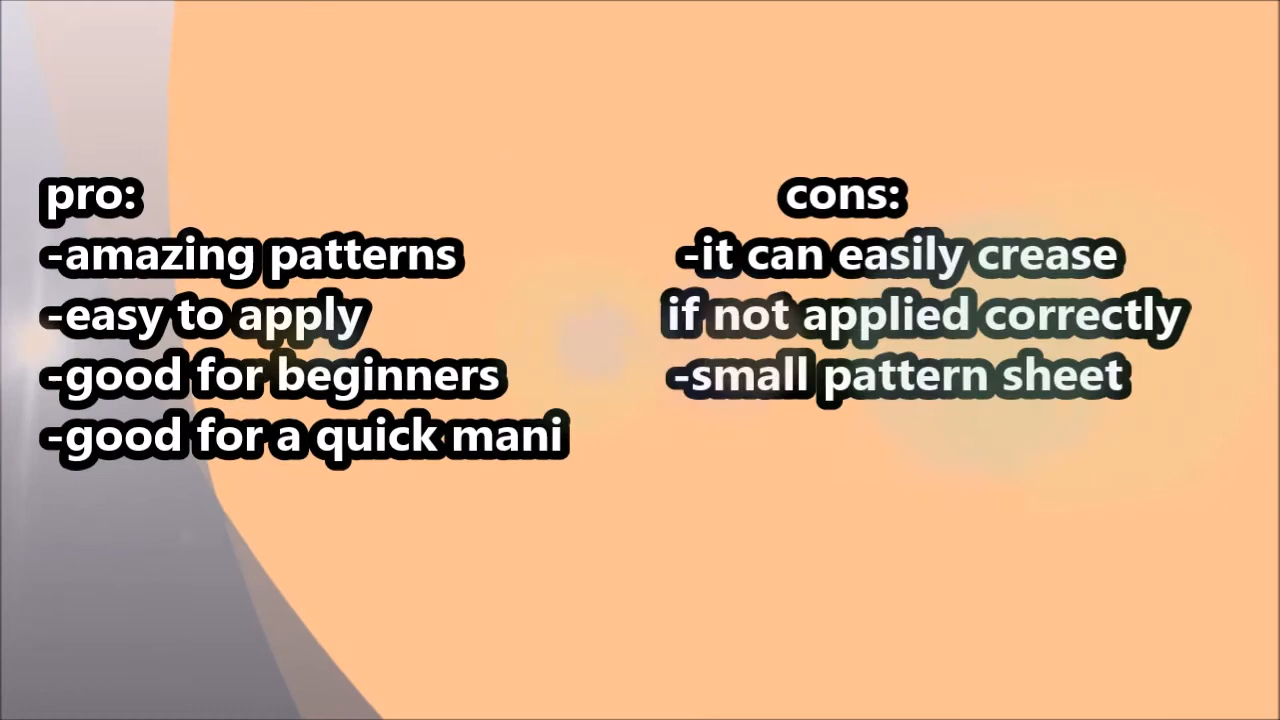 pro:
-amazing patterns
-easy to apply
-good for beginners
-good for a quick mani
cons:
-it can easily crease
if not applied correctly
-small pattern sheet